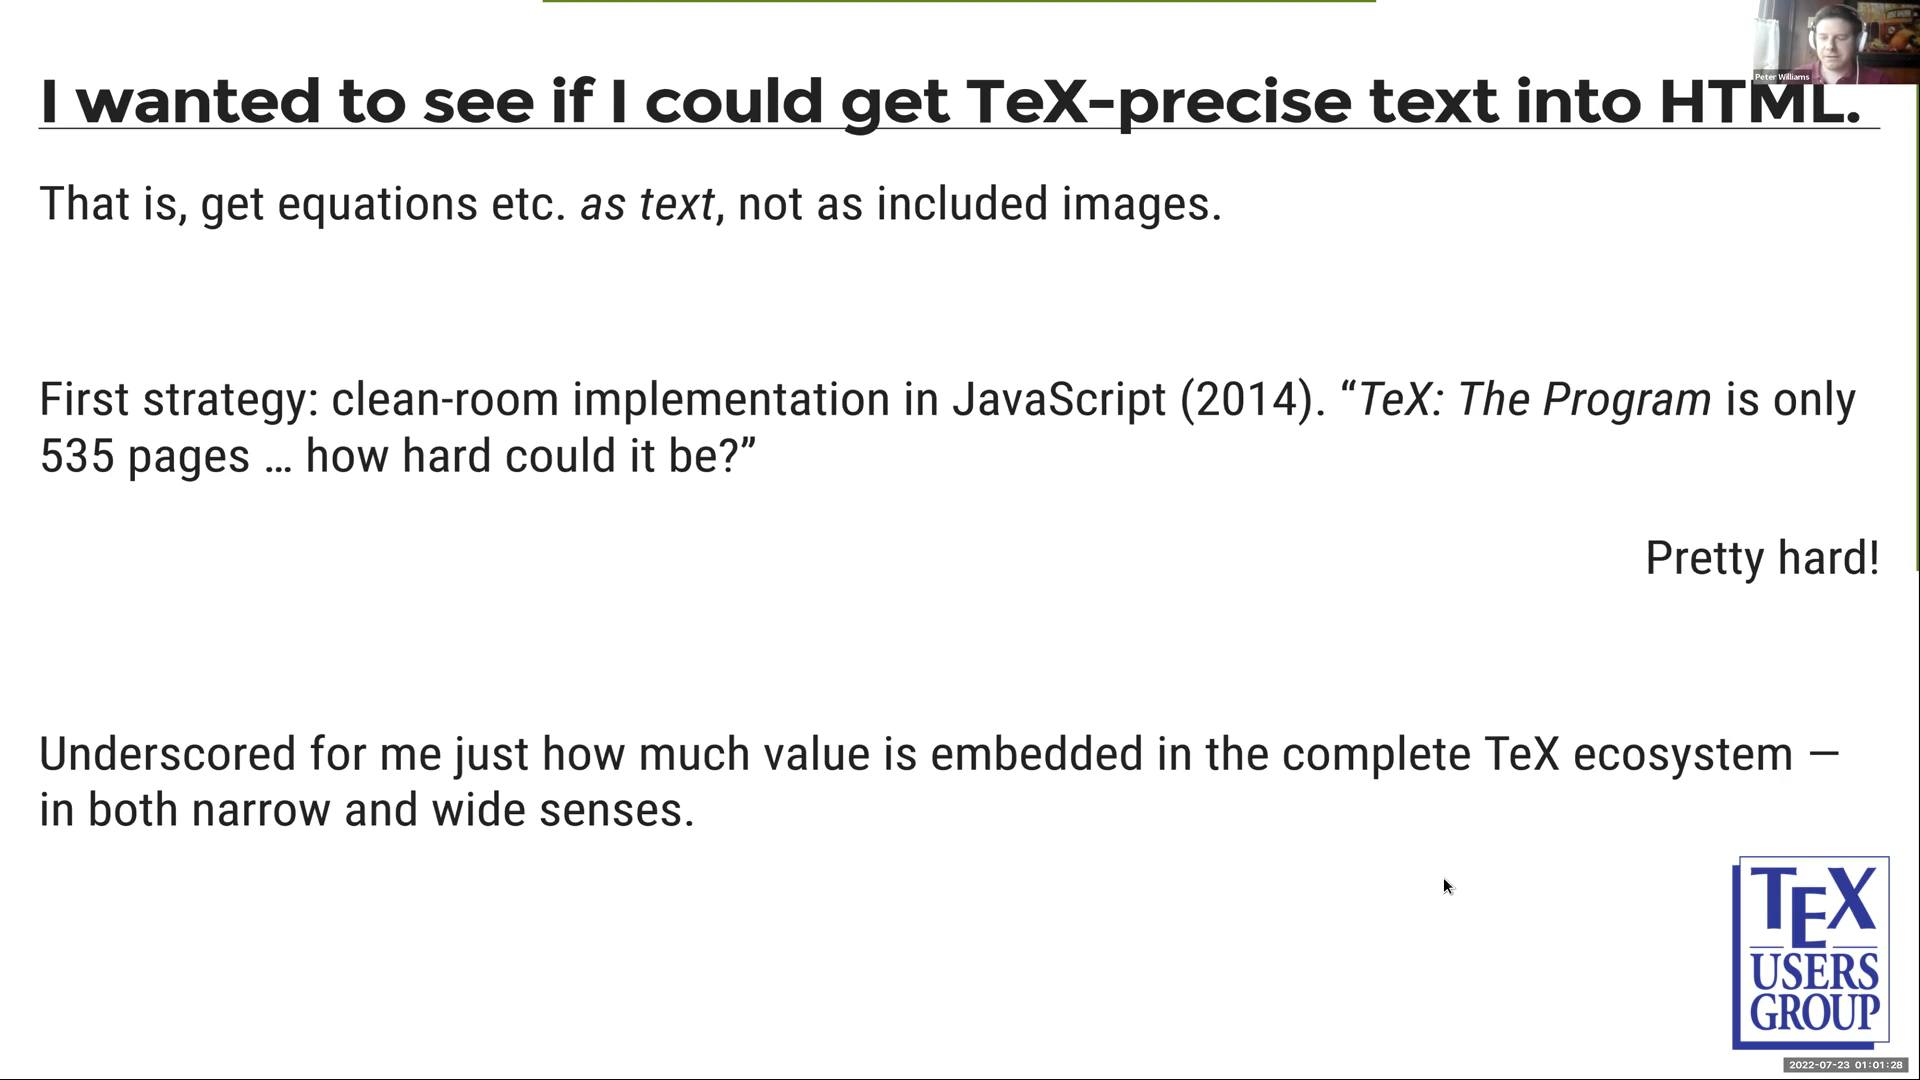 Peter Williams
I wanted to see if I could get TeX-precise text into HTML.
That is, get equations etc. as text, not as included images.
First strategy: clean-room implementation in JavaScript (2014). “TeX: The Program is only
535 pages … how hard could it be?”
Pretty hard!
Underscored for me just how much value is embedded in the complete TeX ecosystem —
in both narrow and wide senses.
TEX
USERS
GROUP
2022-07-23 01:01:28